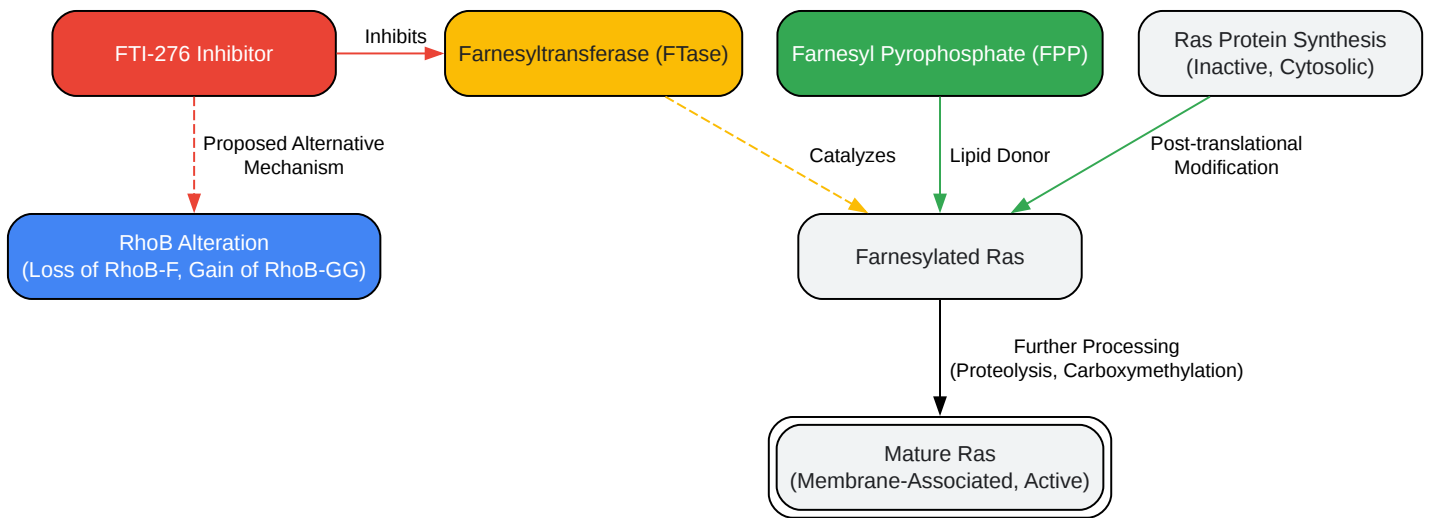 FTI-276 Inhibitor
Inhibits
Farnesyltransferase (FTase)
Farnesyl Pyrophosphate (FPP)
Ras Protein Synthesis
(Inactive, Cytosolic)
Proposed Alternative
Mechanism
Catalyzes
Lipid Donor
Post-translational
Modification
RhoB Alteration
(Loss of RhoB-F, Gain of RhoB-GG)
Farnesylated Ras
Further Processing
(Proteolysis, Carboxymethylation)
Mature Ras
(Membrane-Associated, Active)